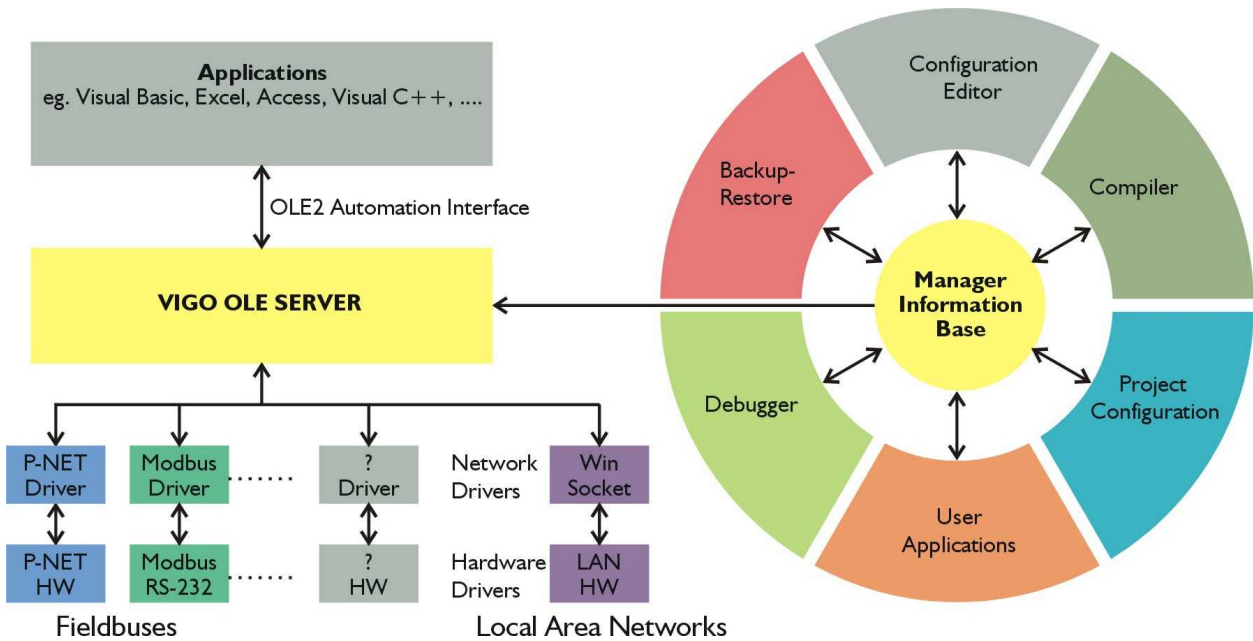 Applications
eg. Visual Basic, Excel, Access, Visual C++, ....
OLE2 Automation Interface
VIGO OLE SERVER
P-NET
Driver
Modbus
Driver
?
Driver
Network
Drivers
Win
Socket
P-NET
HW
Modbus
RS-232
?
HW
Hardware
Drivers
LAN
HW
Fieldbuses
Local Area Networks
Configuration
Editor
Backup-
Restore
Compiler
Manager
Information
Base
Debugger
Project
Configuration
User
Applications